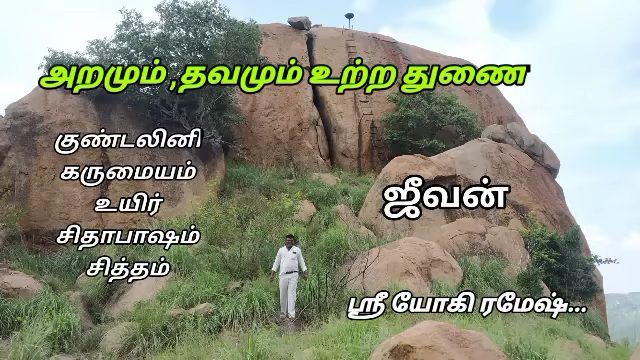 அறமும் ,தவமும் உற்ற துணை
குண்டலினி
கருமையம்
உயிர்
சிதாபாஷம்
சித்தம்
ஜீவன்
ஸ்ரீ யோகி ரமேஷ்...